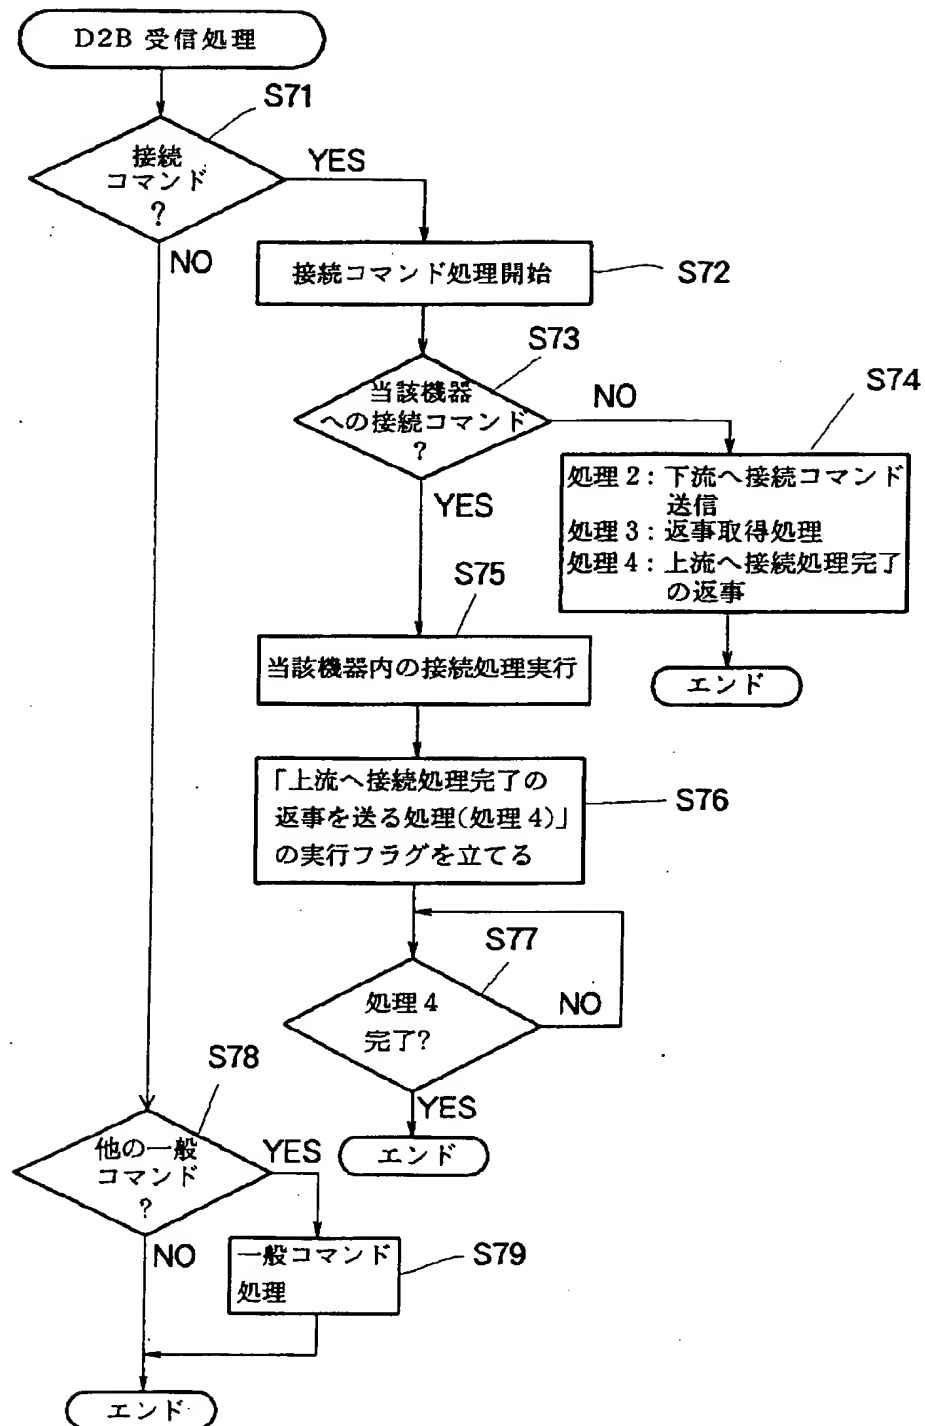 D2B 受信処理
S71
接続
コマンド
?
YES
NO
接続コマンド処理開始
S72
S73
当該機器
への接続コマンド
?
NO
YES
S74
処理2:下流へ接続コマンド
送信
処理3:返事取得処理
処理4:上流へ接続処理完了
の返事
エンド
S75
当該機器内の接続処理実行
「上流へ接続処理完了の
返事を送る処理(処理4)」
の実行フラグを立てる
S76
S77
処理4
完了?
NO
YES
エンド
S78
他の一般
コマンド
?
YES
NO
一般コマンド
処理
S79
エンド